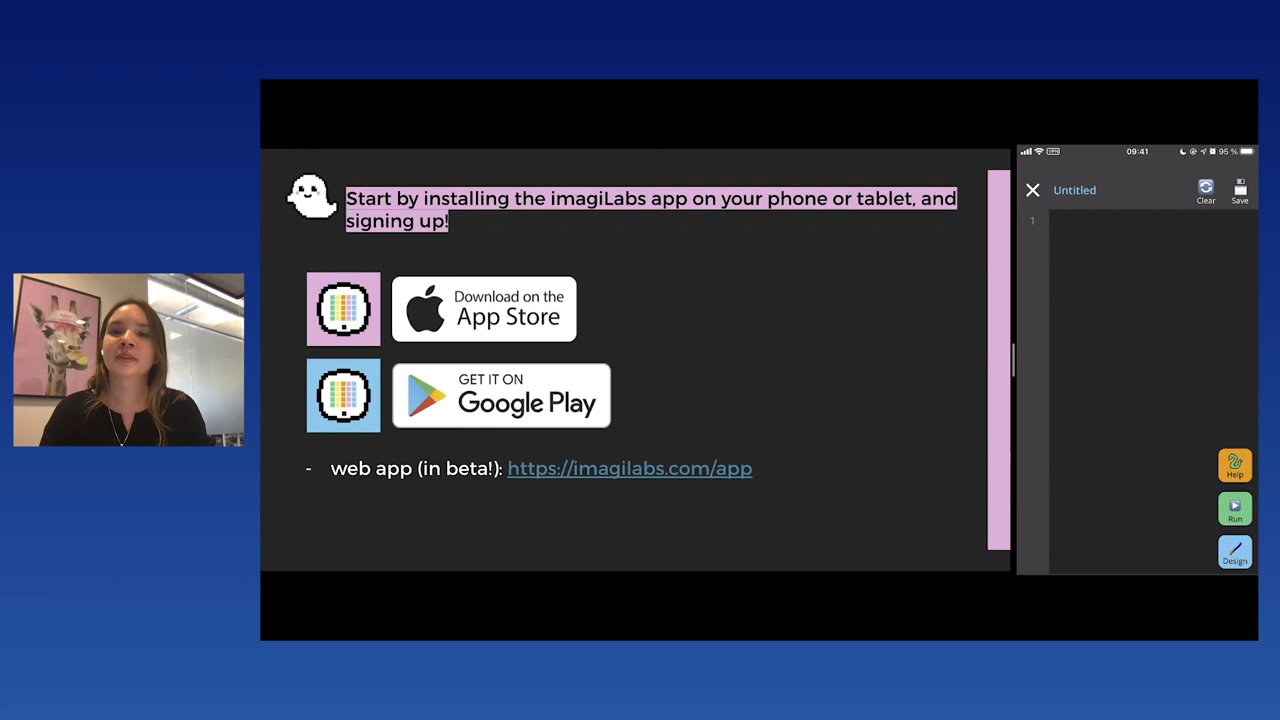 Start by installing the imagiLabs app on your phone or tablet, and
signing up!
Download on the
App Store
GET IT ON
Google Play
- web app (in beta!): https://imagilabs.com/app
VPN 09:41 95 %
Untitled Clear Save
1
Help
Run
Design